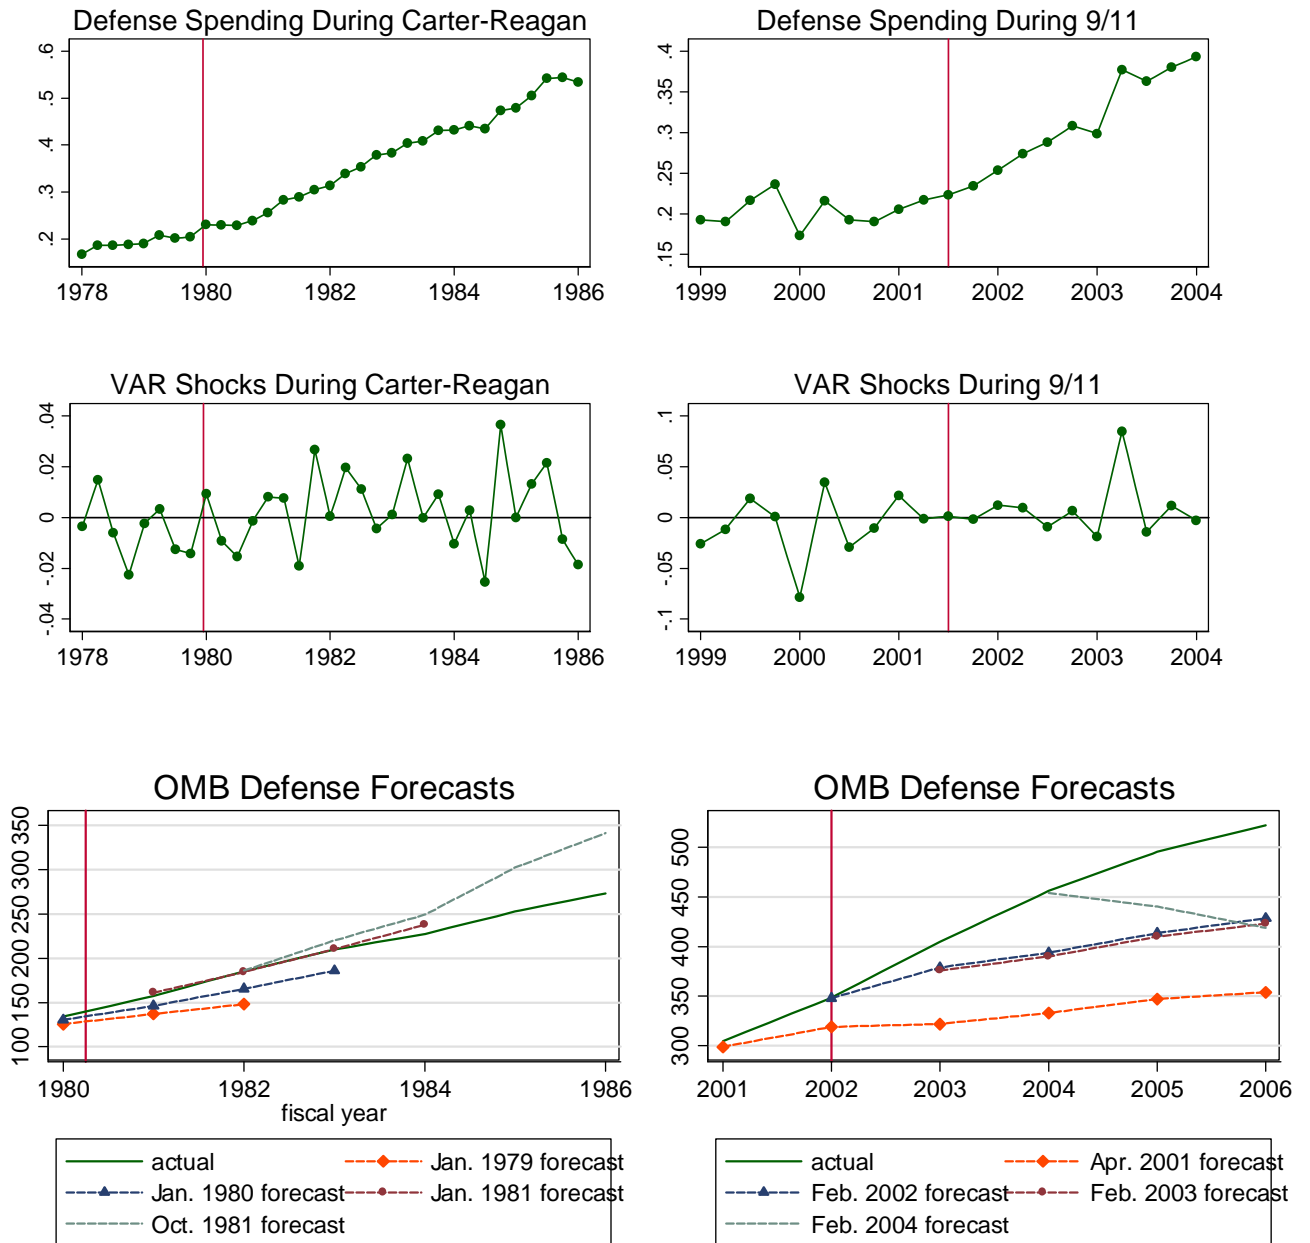 Defense Spending During Carter-Reagan
.6
.5
.4
.3
.2
1978 1980 1982 1984 1986
Defense Spending During 9/11
.4
.35
.3
.25
.2
.15
1999 2000 2001 2002 2003 2004
VAR Shocks During Carter-Reagan
.04
.02
0
-.02
-.04
1978 1980 1982 1984 1986
VAR Shocks During 9/11
.1
.05
0
-.05
-.1
1999 2000 2001 2002 2003 2004
OMB Defense Forecasts
350
300
250
200
150
100
1980 1982 1984 1986
fiscal year
actual Jan. 1979 forecast
Jan. 1980 forecast Jan. 1981 forecast
Oct. 1981 forecast
OMB Defense Forecasts
500
450
400
350
300
2001 2002 2003 2004 2005 2006
actual Apr. 2001 forecast
Feb. 2002 forecast Feb. 2003 forecast
Feb. 2004 forecast